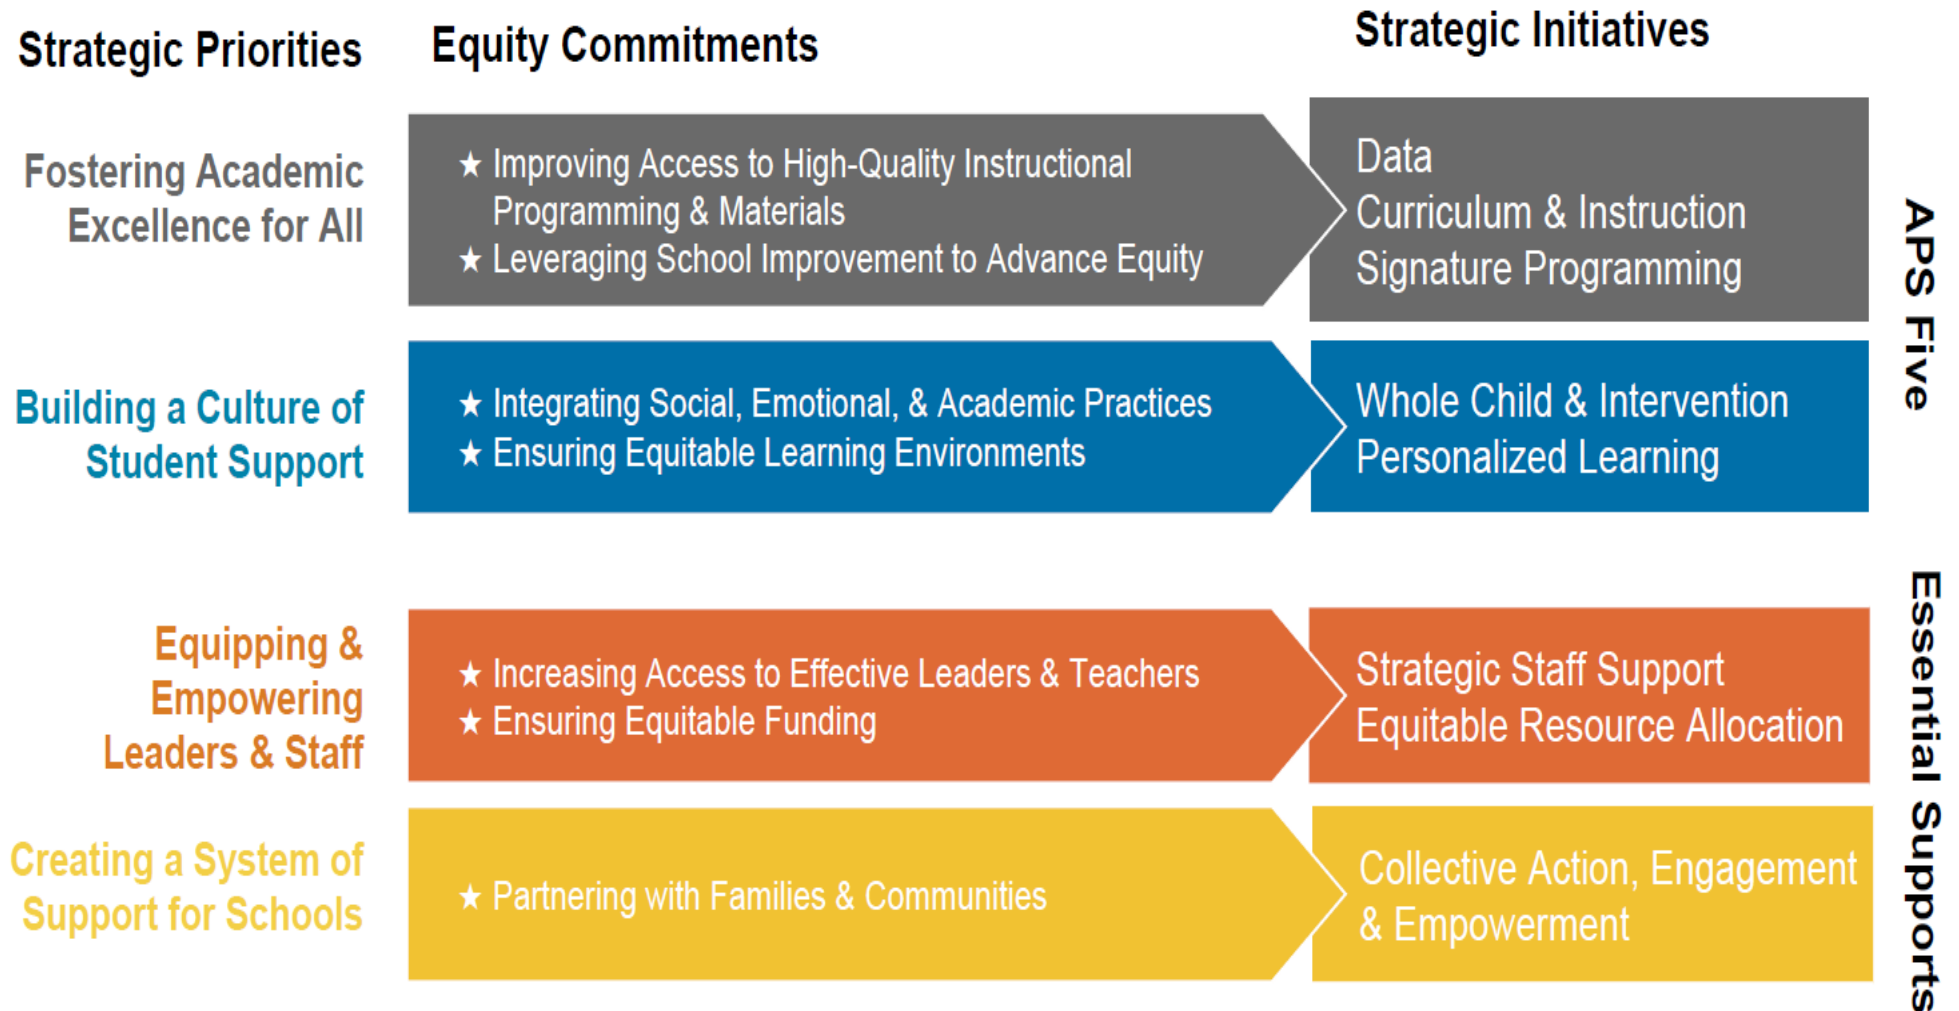 Strategic Priorities
Equity Commitments
Strategic Initiatives
Fostering Academic
Excellence for All
★ Improving Access to High-Quality Instructional
Programming & Materials
★ Leveraging School Improvement to Advance Equity
Data
Curriculum & Instruction
Signature Programming
Building a Culture of
Student Support
★ Integrating Social, Emotional, & Academic Practices
★ Ensuring Equitable Learning Environments
Whole Child & Intervention
Personalized Learning
APS Five
Equipping &
Empowering
Leaders & Staff
★ Increasing Access to Effective Leaders & Teachers
★ Ensuring Equitable Funding
Strategic Staff Support
Equitable Resource Allocation
Creating a System of
Support for Schools
★ Partnering with Families & Communities
Collective Action, Engagement
& Empowerment
Essential Supports